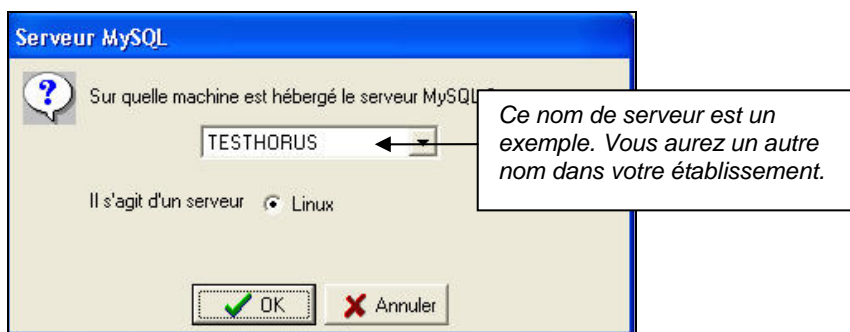 Serveur MySQL
Sur quelle machine est hébergé le serveur MySQL
TESTHORUS
Ce nom de serveur est un
exemple. Vous aurez un autre
nom dans votre établissement.
Il s'agit d'un serveur Linux
OK Annuler